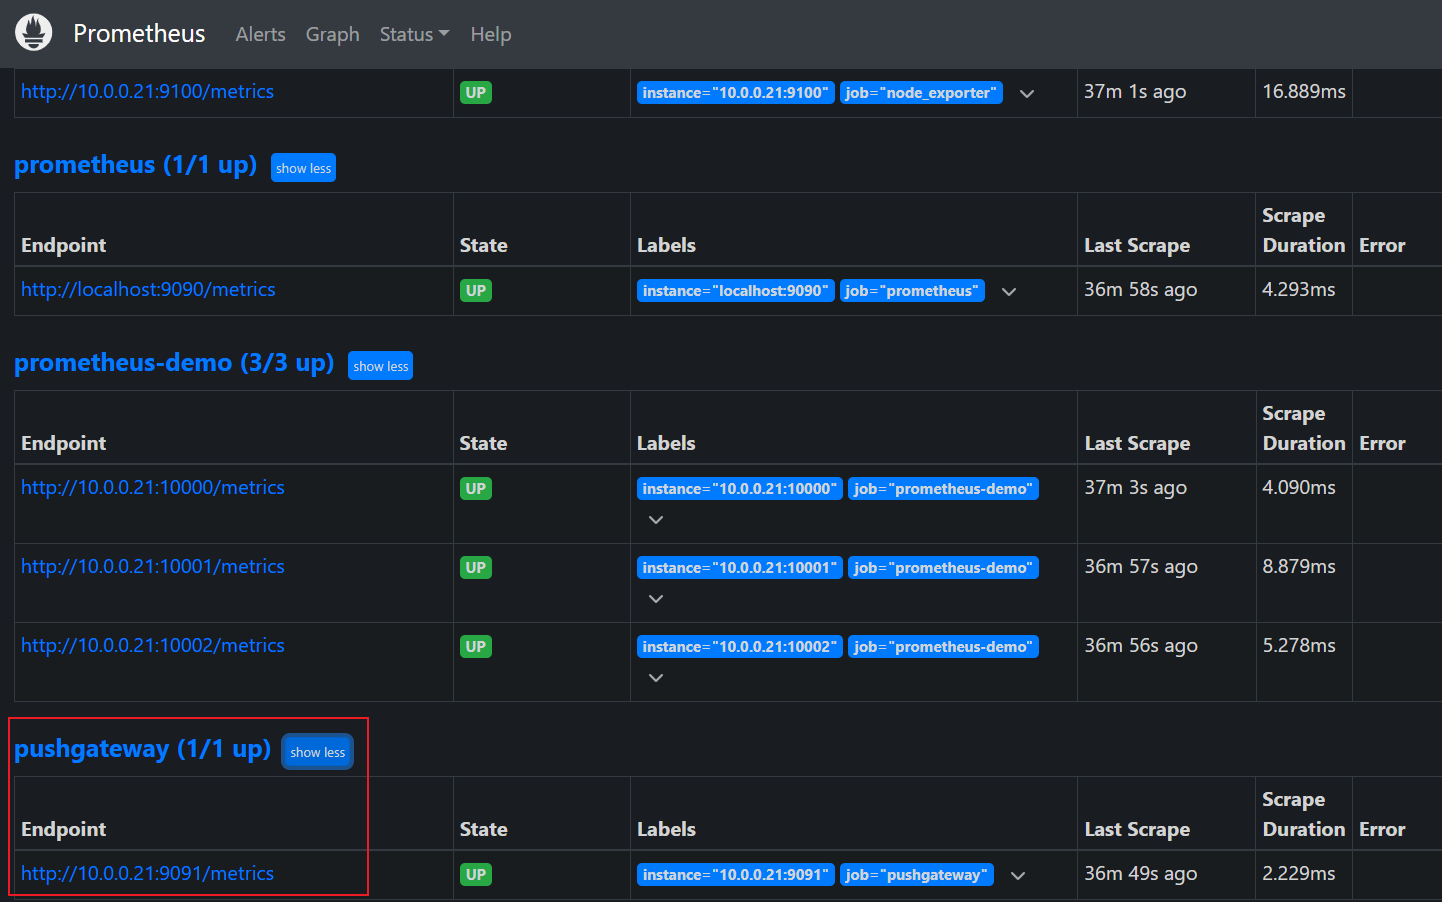 Prometheus Alerts Graph Status Help
http://10.0.0.21:9100/metrics UP instance="10.0.0.21:9100" job="node_exporter" 37m 1s ago 16.889ms
prometheus (1/1 up) show less
Endpoint State Labels Last Scrape Scrape Duration Error
http://localhost:9090/metrics UP instance="localhost:9090" job="prometheus" 36m 58s ago 4.293ms
prometheus-demo (3/3 up) show less
Endpoint State Labels Last Scrape Scrape Duration Error
http://10.0.0.21:10000/metrics UP instance="10.0.0.21:10000" job="prometheus-demo" 37m 3s ago 4.090ms
http://10.0.0.21:10001/metrics UP instance="10.0.0.21:10001" job="prometheus-demo" 36m 57s ago 8.879ms
http://10.0.0.21:10002/metrics UP instance="10.0.0.21:10002" job="prometheus-demo" 36m 56s ago 5.278ms
pushgateway (1/1 up) show less
Endpoint State Labels Last Scrape Scrape Duration Error
http://10.0.0.21:9091/metrics UP instance="10.0.0.21:9091" job="pushgateway" 36m 49s ago 2.229ms